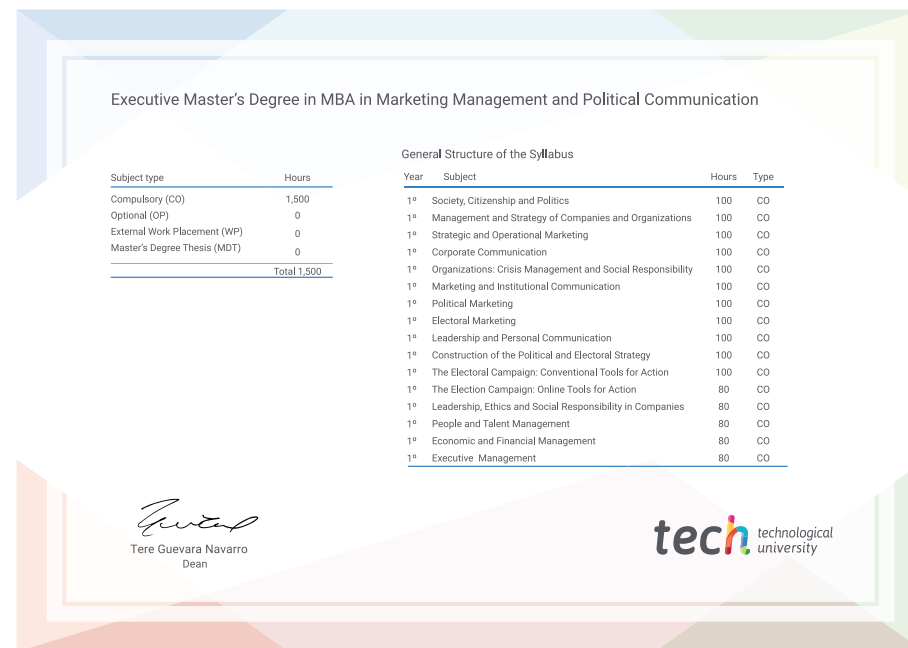 Executive Master's Degree in MBA in Marketing Management and Political Communication
Subject type Hours
Compulsory (CO) 1,500
Optional (OP) 0
External Work Placement (WP) 0
Master's Degree Thesis (MDT) 0
Total 1,500
General Structure of the Syllabus
Year Subject Hours Type
1º Society, Citizenship and Politics 100 CO
1º Management and Strategy of Companies and Organizations 100 CO
1º Strategic and Operational Marketing 100 CO
1º Corporate Communication 100 CO
1º Organizations: Crisis Management and Social Responsibility 100 CO
1º Marketing and Institutional Communication 100 CO
1º Political Marketing 100 CO
1º Electoral Marketing 100 CO
1º Leadership and Personal Communication 100 CO
1º Construction of the Political and Electoral Strategy 100 CO
1º The Electoral Campaign: Conventional Tools for Action 100 CO
1º The Election Campaign: Online Tools for Action 80 CO
1º Leadership, Ethics and Social Responsibility in Companies 80 CO
1º People and Talent Management 80 CO
1º Economic and Financial Management 80 CO
1º Executive Management 80 CO
Tere Guevara Navarro
Dean
tech technological
university